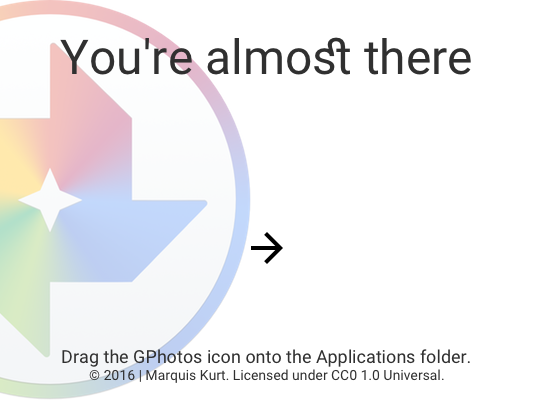 You're almost there
Drag the GPhotos icon onto the Applications folder.
© 2016 | Marquis Kurt. Licensed under CC0 1.0 Universal.